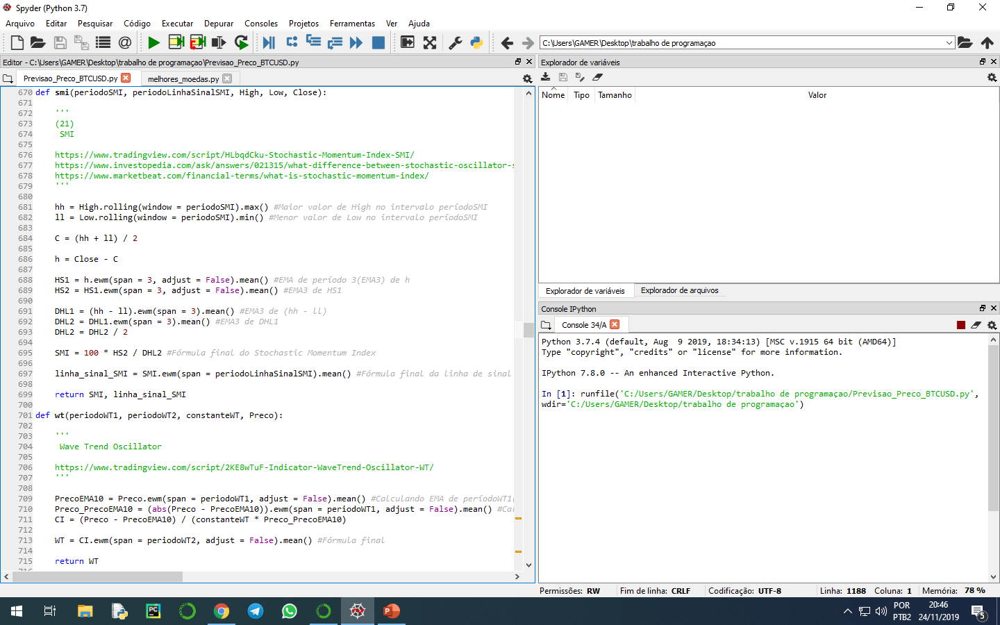 Spyder (Python 3.7)
Arquivo Editar Pesquisar Código Executar Depurar Consoles Projetos Ferramentas Ver Ajuda
C:\Users\GAMER\Desktop\trabalho de programaçao
Editor - C:\Users\GAMER\Desktop\trabalho de programaçao\Previsao_Preco_BTCUSD.py
Previsao_Preco_BTCUSD.py melhores_moedas.py
670 def smi(periodoSMI, periodoLinhaSinalSMI, High, Low, Close):
671
672 '''
673 (21)
674 SMI
675
676 https://www.tradingview.com/script/HLbqdCku-Stochastic-Momentum-Index-SMI/
677 https://www.investopedia.com/ask/answers/021315/what-difference-between-stochastic-oscillator-s
678 https://www.marketbeat.com/financial-terms/what-is-stochastic-momentum-index/
679 '''
680
681 hh = High.rolling(window = periodoSMI).max() #Maior valor de High no intervalo períodoSMI
682 ll = Low.rolling(window = periodoSMI).min() #Menor valor de Low no intervalo períodoSMI
683
684 C = (hh + ll) / 2
685
686 h = Close - C
687
688 HS1 = h.ewm(span = 3, adjust = False).mean() #EMA de período 3(EMA3) de h
689 HS2 = HS1.ewm(span = 3, adjust = False).mean() #EMA3 de HS1
690
691 DHL1 = (hh - ll).ewm(span = 3).mean() #EMA3 de (hh - ll)
692 DHL2 = DHL1.ewm(span = 3).mean() #EMA3 de DHL1
693 DHL2 = DHL2 / 2
694
695 SMI = 100 * HS2 / DHL2 #Fórmula final do Stochastic Momentum Index
696
697 linha_sinal_SMI = SMI.ewm(span = periodoLinhaSinalSMI).mean() #Fórmula final da linha de sinal
698
699 return SMI, linha_sinal_SMI
700
701 def wt(periodoWT1, periodoWT2, constanteWT, Preco):
702
703 '''
704 Wave Trend Oscillator
705
706 https://www.tradingview.com/script/2KE8wTuF-Indicator-WaveTrend-Oscillator-WT/
707 '''
708
709 PrecoEMA10 = Preco.ewm(span = periodoWT1, adjust = False).mean() #Calculando EMA de períodoWT1(
710 Preco_PrecoEMA10 = (abs(Preco - PrecoEMA10)).ewm(span = periodoWT1, adjust = False).mean() #Cal
711 CI = (Preco - PrecoEMA10) / (constanteWT * Preco_PrecoEMA10)
712
713 WT = CI.ewm(span = periodoWT2, adjust = False).mean() #Fórmula final
714
715 return WT
Explorador de variáveis
Nome Tipo Tamanho Valor
Explorador de variáveis Explorador de arquivos
Console IPython
Console 34/A
Python 3.7.4 (default, Aug 9 2019, 18:34:13) [MSC v.1915 64 bit (AMD64)]
Type "copyright", "credits" or "license" for more information.
IPython 7.8.0 -- An enhanced Interactive Python.
In [1]: runfile('C:/Users/GAMER/Desktop/trabalho de programaçao/Previsao_Preco_BTCUSD.py',
wdir='C:/Users/GAMER/Desktop/trabalho de programaçao')
Permissões: RW Fim de linha: CRLF Codificação: UTF-8 Linha: 1188 Coluna: 1 Memória: 78 %
POR 20:46
PTB2 24/11/2019 5